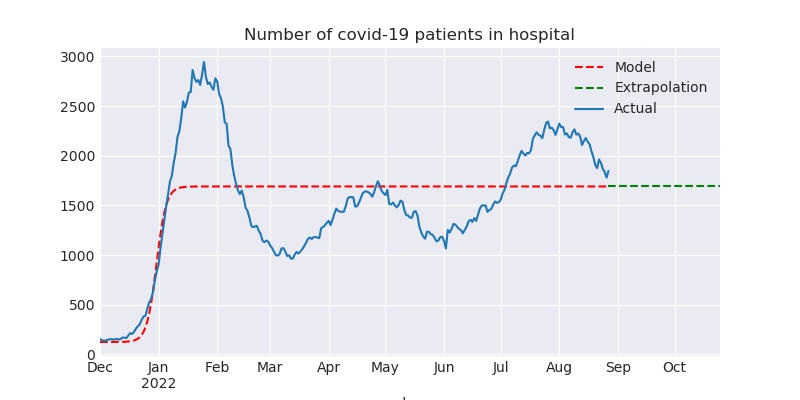 Number of covid-19 patients in hospital
3000
2500
2000
1500
1000
500
0
Model
Extrapolation
Actual
Dec Jan Feb Mar Apr May Jun Jul Aug Sep Oct
2022